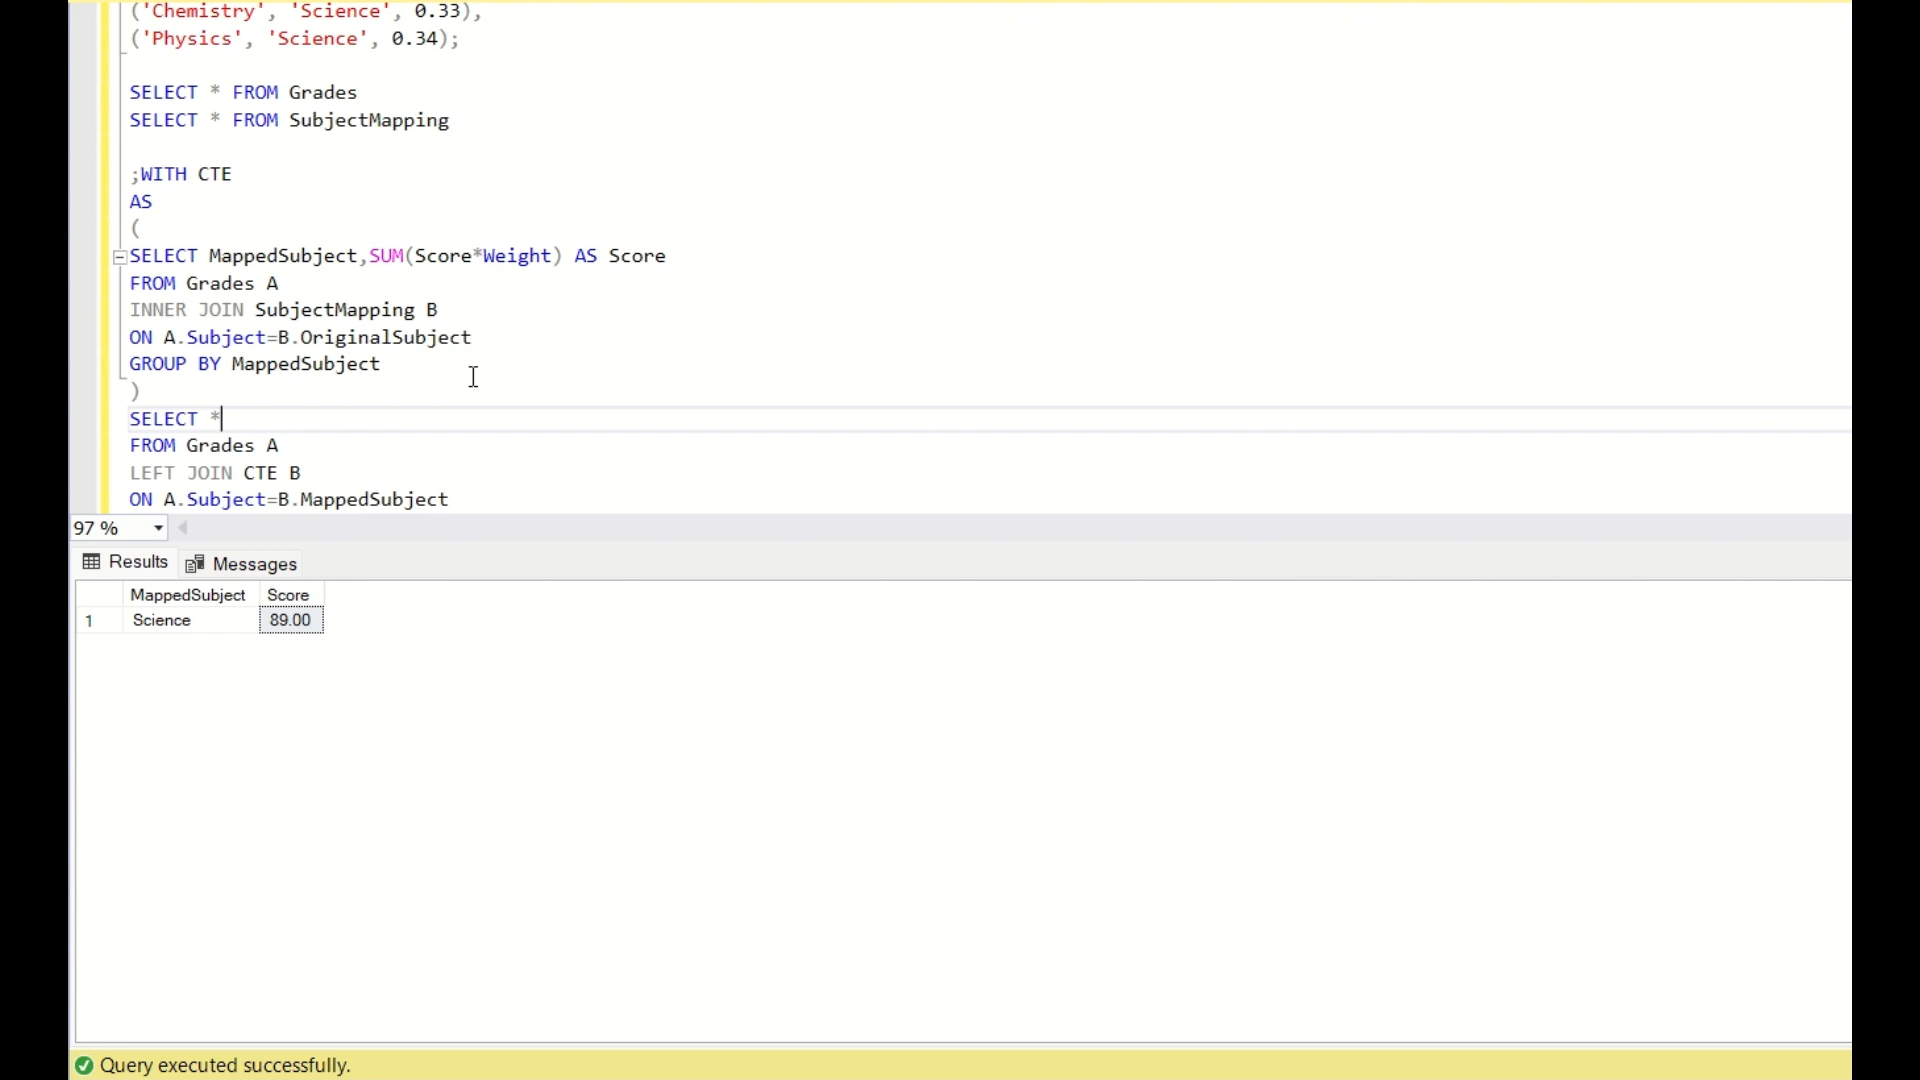 ('Chemistry', 'Science', 0.33),
('Physics', 'Science', 0.34);
SELECT * FROM Grades
SELECT * FROM SubjectMapping
;WITH CTE
AS
(
SELECT MappedSubject,SUM(Score*Weight) AS Score
FROM Grades A
INNER JOIN SubjectMapping B
ON A.Subject=B.OriginalSubject
GROUP BY MappedSubject
)
SELECT *
FROM Grades A
LEFT JOIN CTE B
ON A.Subject=B.MappedSubject
97 %
Results Messages
MappedSubject Score
1 Science 89.00
Query executed successfully.